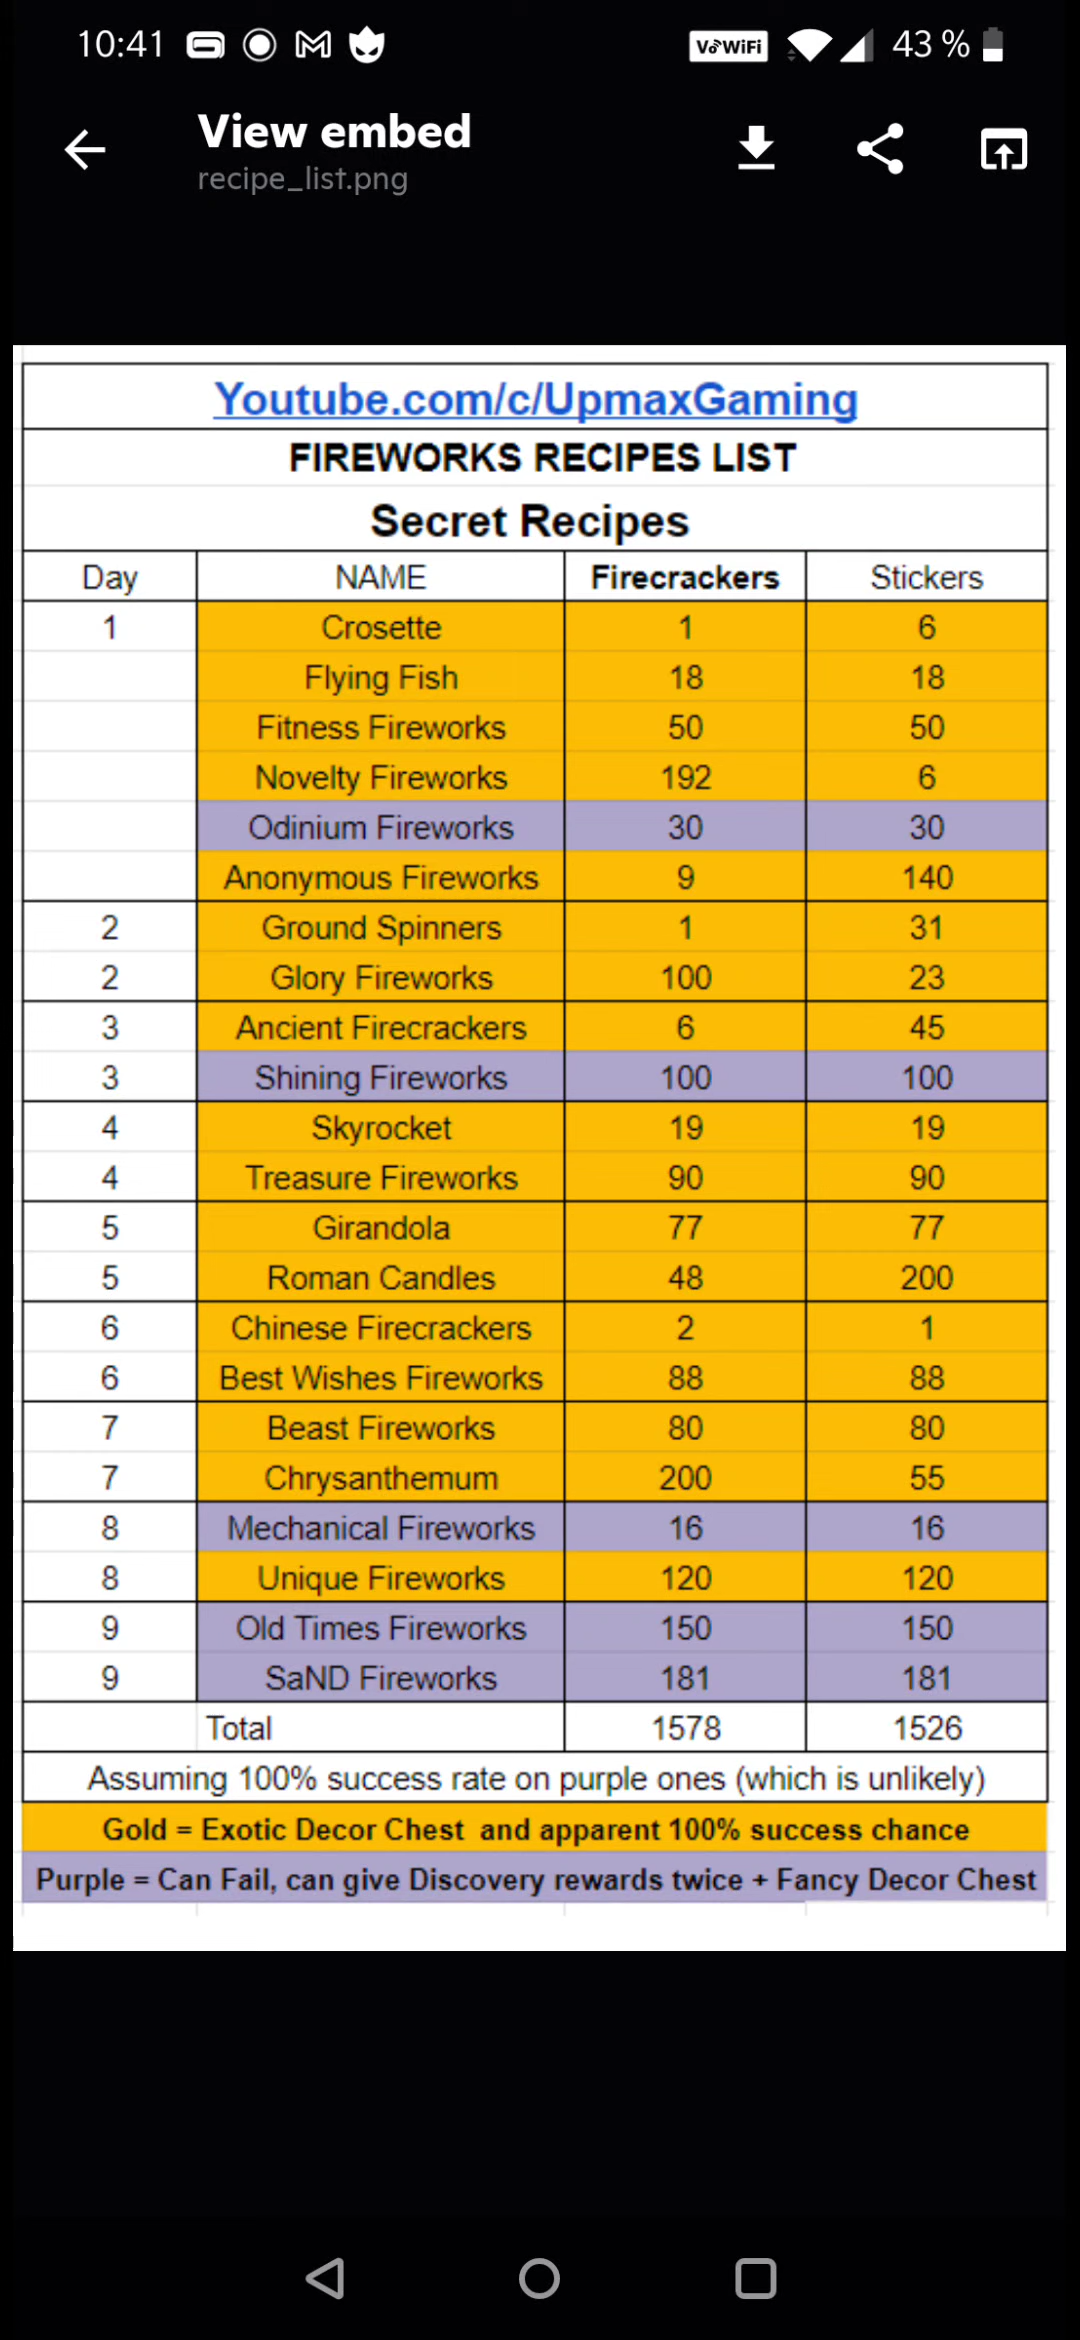 10:41 VoWiFi 43 %
View embed
recipe_list.png
Youtube.com/c/UpmaxGaming
FIREWORKS RECIPES LIST
Secret Recipes
Day NAME Firecrackers Stickers
1 Crosette 1 6
Flying Fish 18 18
Fitness Fireworks 50 50
Novelty Fireworks 192 6
Odinium Fireworks 30 30
Anonymous Fireworks 9 140
2 Ground Spinners 1 31
2 Glory Fireworks 100 23
3 Ancient Firecrackers 6 45
3 Shining Fireworks 100 100
4 Skyrocket 19 19
4 Treasure Fireworks 90 90
5 Girandola 77 77
5 Roman Candles 48 200
6 Chinese Firecrackers 2 1
6 Best Wishes Fireworks 88 88
7 Beast Fireworks 80 80
7 Chrysanthemum 200 55
8 Mechanical Fireworks 16 16
8 Unique Fireworks 120 120
9 Old Times Fireworks 150 150
9 SaND Fireworks 181 181
Total 1578 1526
Assuming 100% success rate on purple ones (which is unlikely)
Gold = Exotic Decor Chest and apparent 100% success chance
Purple = Can Fail, can give Discovery rewards twice + Fancy Decor Chest